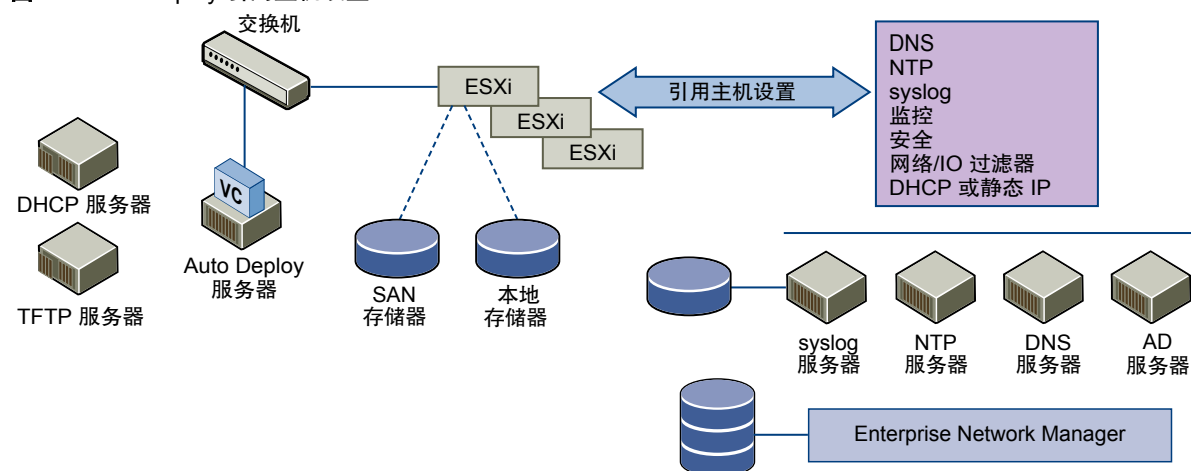 交换机
ESXi
ESXi
ESXi
引用主机设置
DNS
NTP
syslog
监控
安全
网络/IO 过滤器
DHCP 或静态 IP
DHCP 服务器
TFTP 服务器
VC
Auto Deploy
服务器
SAN
存储器
本地
存储器
syslog
服务器
NTP
服务器
DNS
服务器
AD
服务器
Enterprise Network Manager